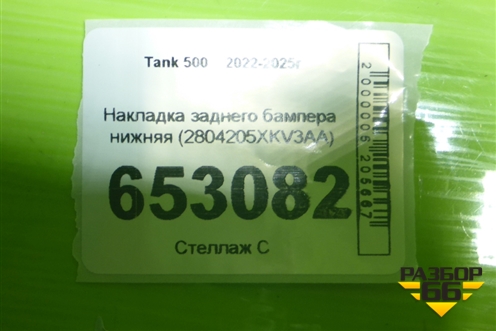 Tank 500 2022-2025г
Накладка заднего бампера
нижняя (2804205XKV3AA)
653082
Стеллаж С
2000006205667
РАЗБОР
66